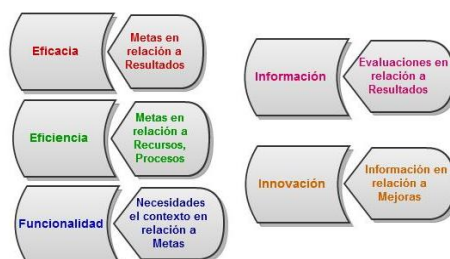 Eficacia
Metas en
relación a
Resultados
Eficiencia
Metas en
relación a
Recursos,
Procesos
Funcionalidad
Necesidades
el contexto en
relación a
Metas
Información
Evaluaciones en
relación a
Resultados
Innovación
Información en
relación a
Mejoras